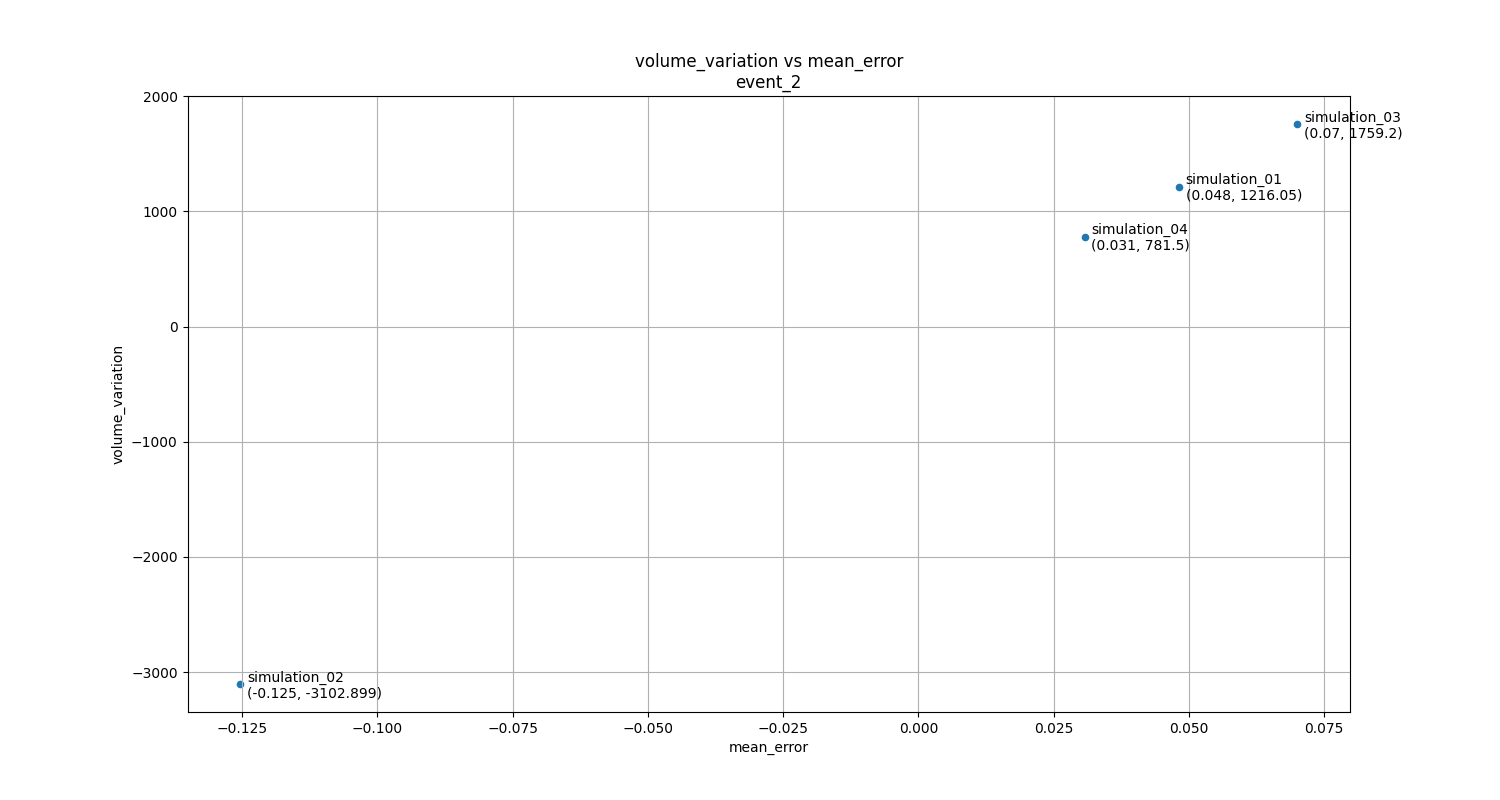 volume_variation vs mean_error
event_2
2000
1000
0
−1000
−2000
−3000
volume_variation
simulation_03
(0.07, 1759.2)
simulation_01
(0.048, 1216.05)
simulation_04
(0.031, 781.5)
simulation_02
(-0.125, -3102.899)
−0.125
−0.100
−0.075
−0.050
−0.025
0.000
0.025
0.050
0.075
mean_error